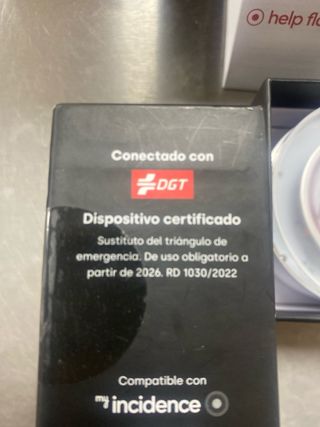 help fla
Conectado con
DGT
Dispositivo certificado
Sustituto del triángulo de
emergencia. De uso obligatorio a
partir de 2026. RD 1030/2022
Compatible con
my incidence